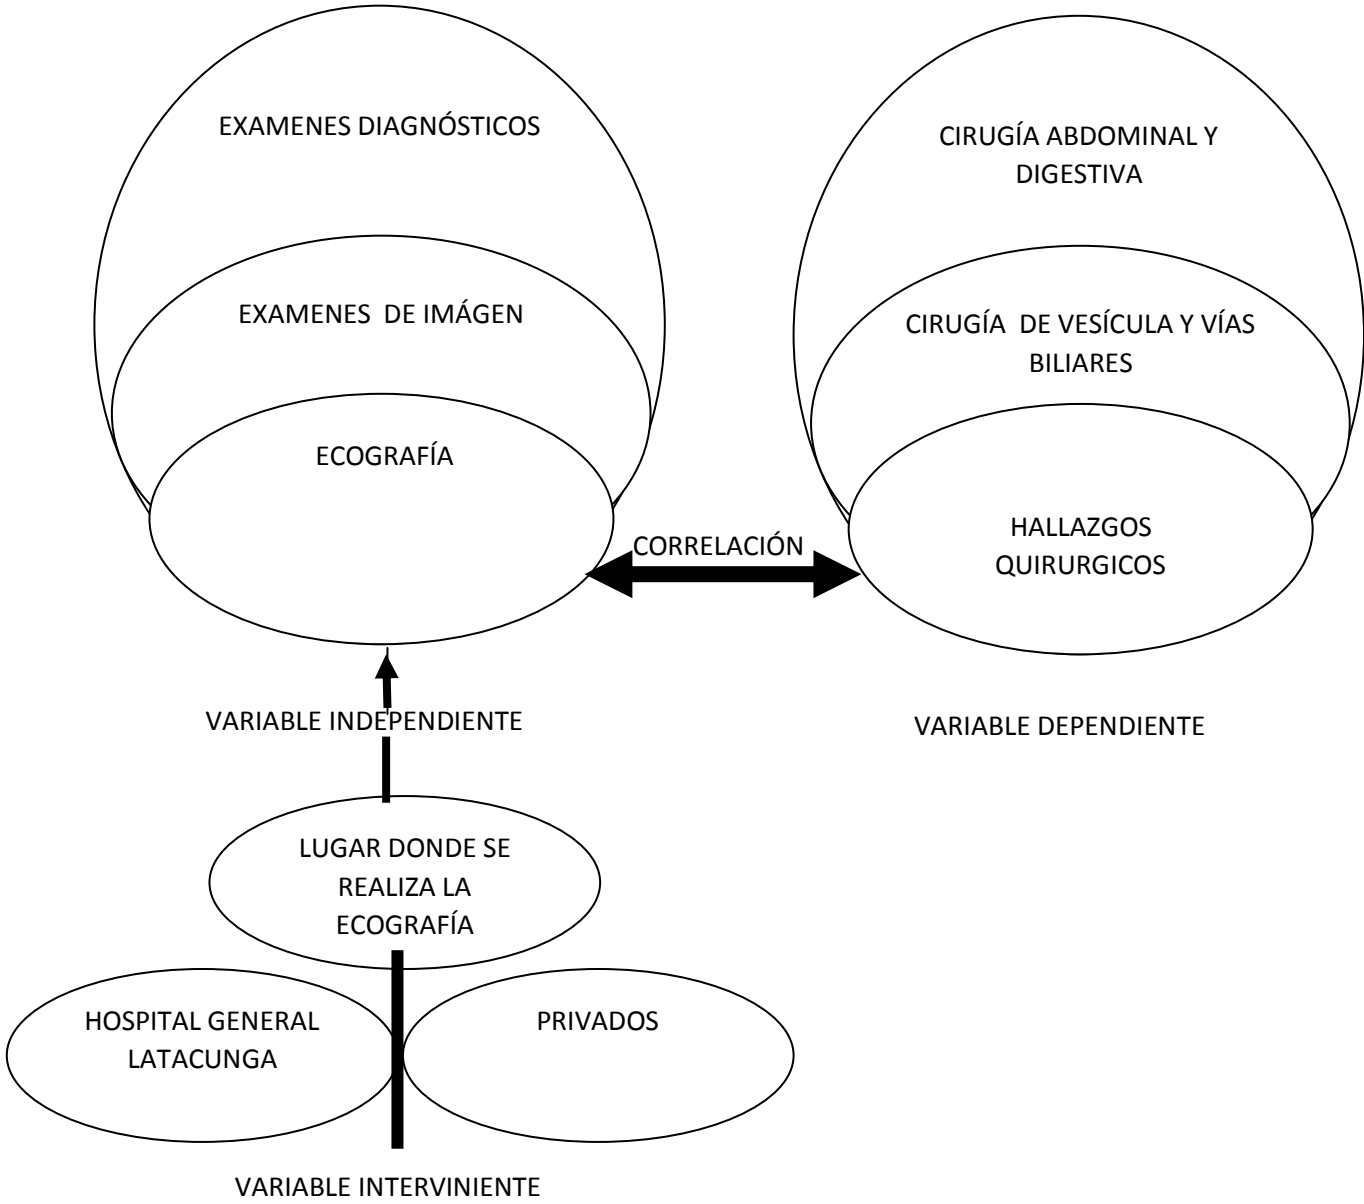 EXAMENES DIAGNÓSTICOS
EXAMENES DE IMÁGEN
ECOGRAFÍA
CORRELACIÓN
CIRUGÍA ABDOMINAL Y
DIGESTIVA
CIRUGÍA DE VESÍCULA Y VÍAS
BILIARES
HALLAZGOS
QUIRURGICOS
VARIABLE INDEPENDIENTE
VARIABLE DEPENDIENTE
LUGAR DONDE SE
REALIZA LA
ECOGRAFÍA
HOSPITAL GENERAL
LATACUNGA
PRIVADOS
VARIABLE INTERVINIENTE